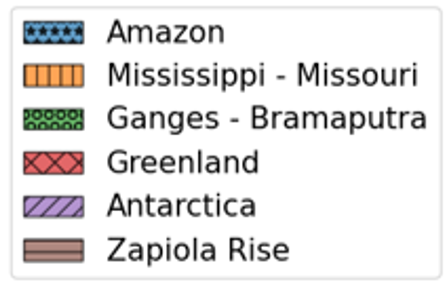 Amazon
Mississippi - Missouri
Ganges - Bramaputra
Greenland
Antarctica
Zapiola Rise